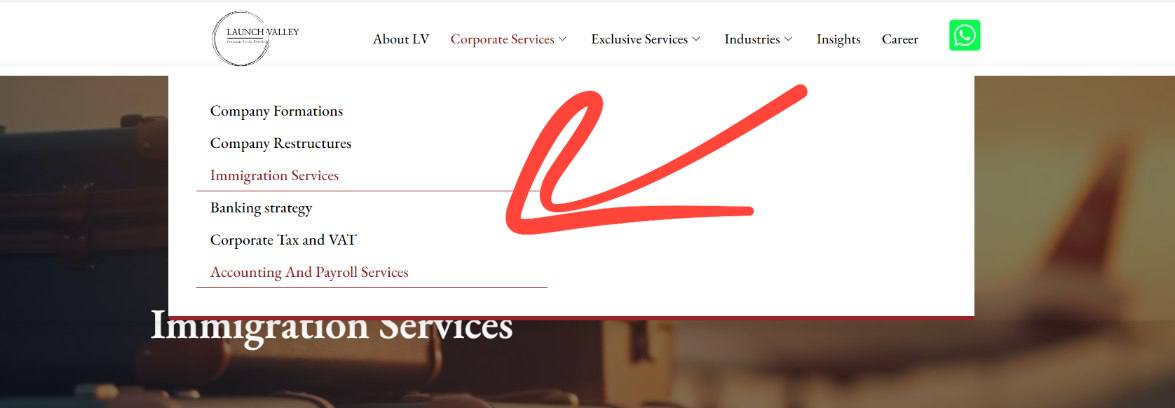 LAUNCH VALLEY
About LV
Corporate Services
Exclusive Services
Industries
Insights
Career
Company Formations
Company Restructures
Immigration Services
Banking strategy
Corporate Tax and VAT
Accounting And Payroll Services
Immigration Services